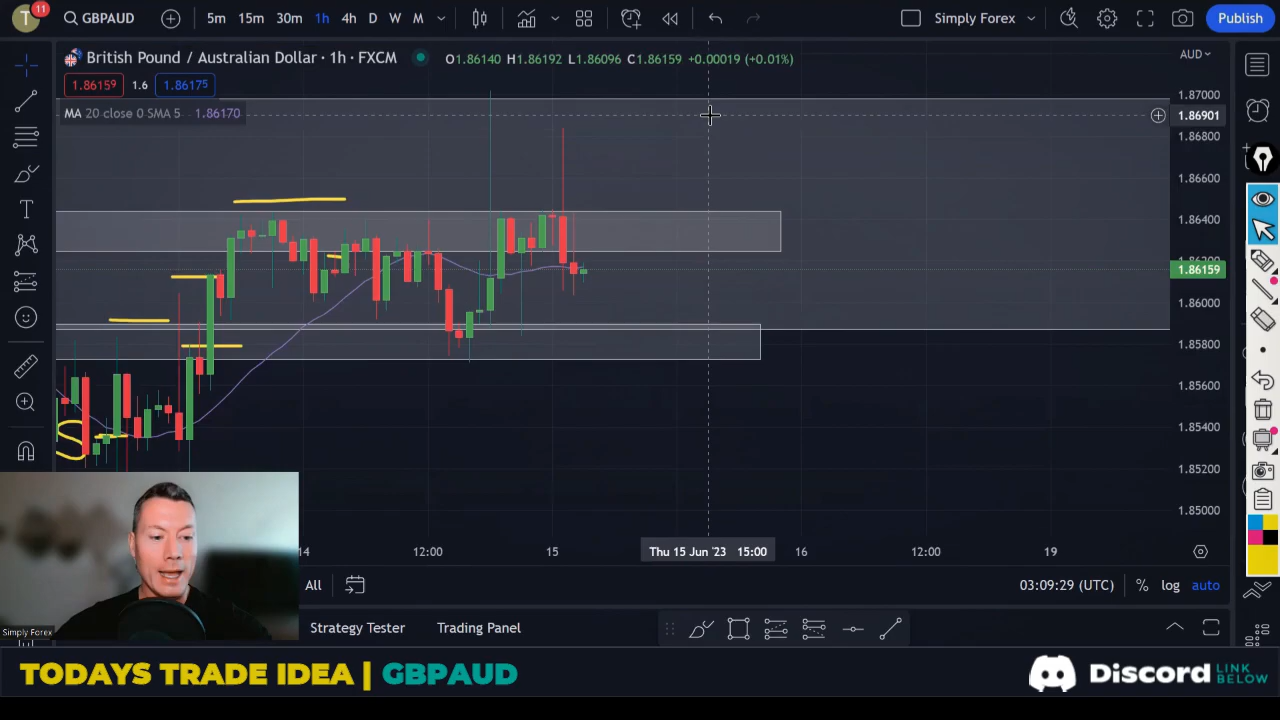 T
11
GBPAUD
5m 15m 30m 1h 4h D W M
Simply Forex
Publish
British Pound / Australian Dollar · 1h · FXCM
O1.86140 H1.86192 L1.86096 C1.86159 +0.00019 (+0.01%)
AUD
1.86159 1.6 1.86175
MA 20 close 0 SMA 5 1.86170
1.87000
1.86901
1.86800
1.86600
1.86400
1.86159
1.86000
1.85800
1.85600
1.85400
1.85200
1.85000
14 12:00 15 Thu 15 Jun '23 15:00 16 12:00 19
All
03:09:29 (UTC) % log auto
Strategy Tester Trading Panel
Simply Forex
TODAYS TRADE IDEA | GBPAUD
Discord LINK
BELOW